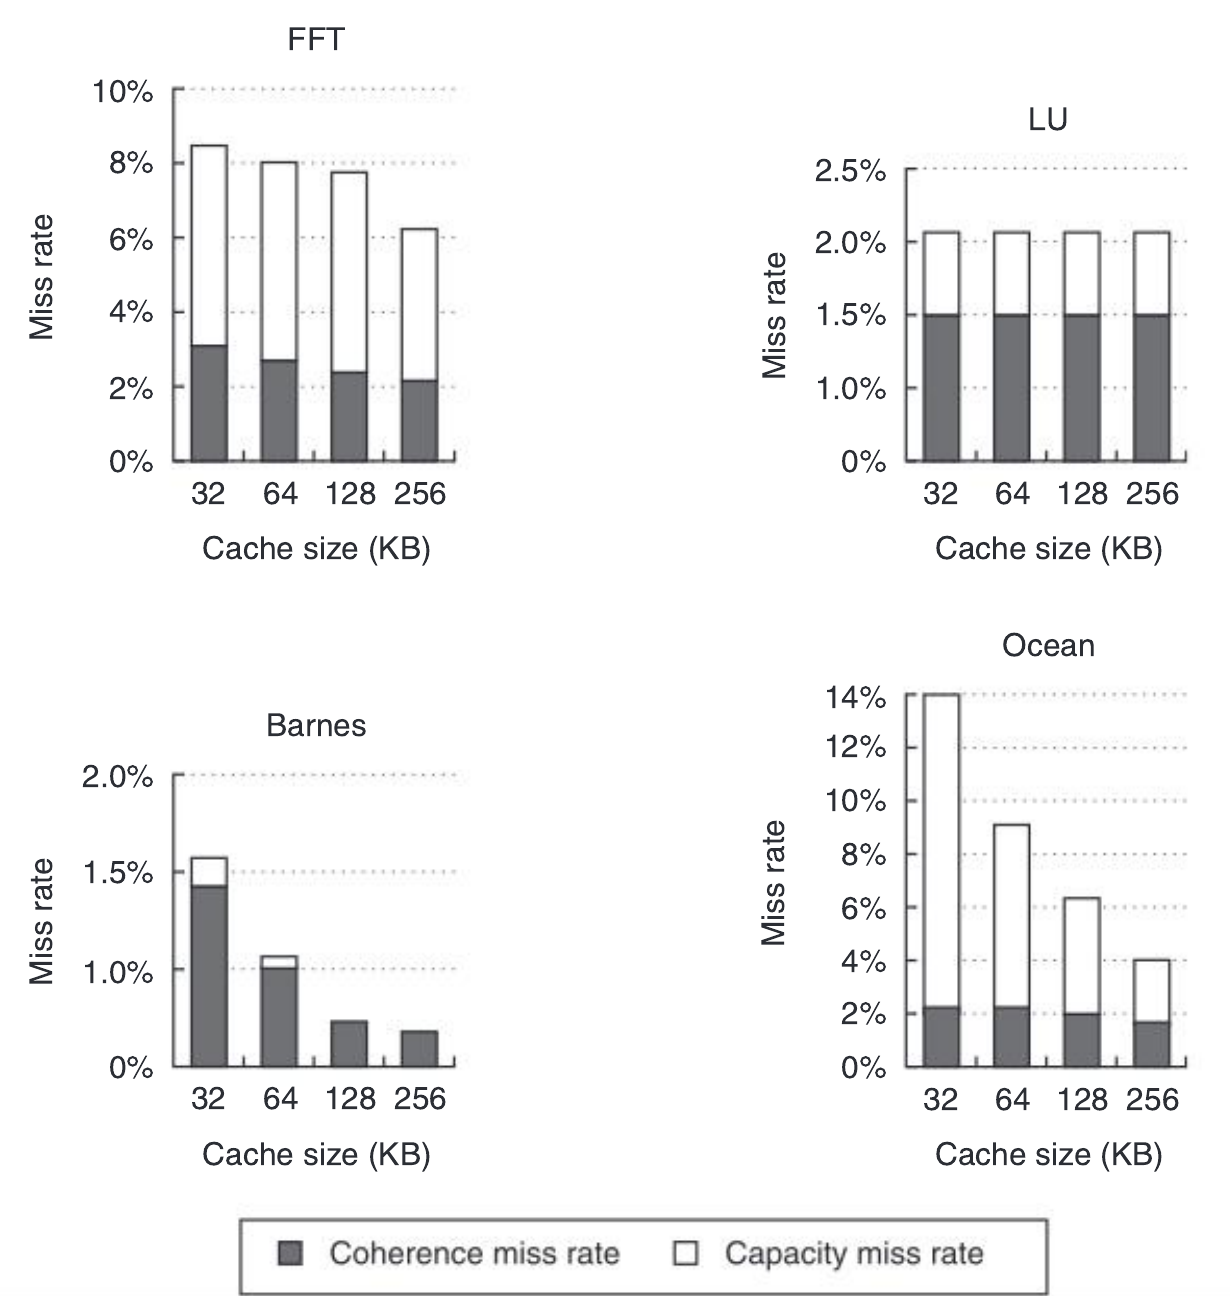 FFT
10%
8%
6%
4%
2%
0%
Miss rate
32 64 128 256
Cache size (KB)
LU
2.5%
2.0%
1.5%
1.0%
0%
Miss rate
32 64 128 256
Cache size (KB)
Barnes
2.0%
1.5%
1.0%
0%
Miss rate
32 64 128 256
Cache size (KB)
Ocean
14%
12%
10%
8%
6%
4%
2%
0%
Miss rate
32 64 128 256
Cache size (KB)
Coherence miss rate Capacity miss rate